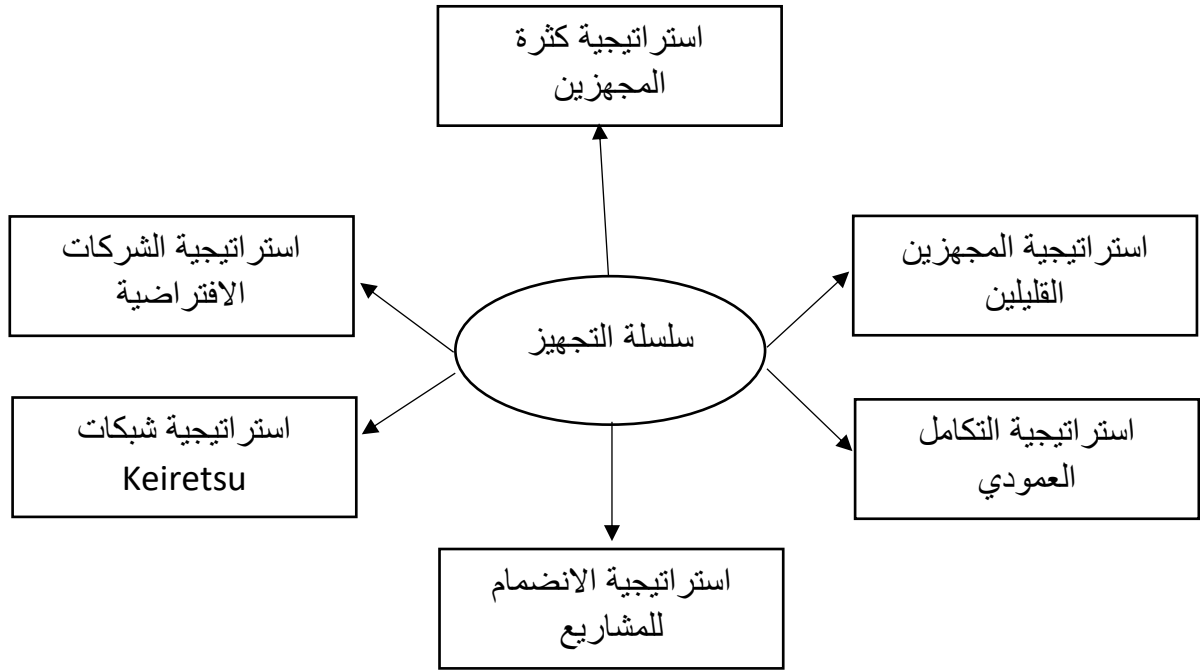 استراتيجية كثرة
المجهزين
استراتيجية المجهزين
القليلين
استراتيجية الشركات
الافتراضية
سلسلة التجهيز
استراتيجية التكامل
العمودي
استراتيجية شبكات
Keiretsu
استراتيجية الانضمام
للمشاريع